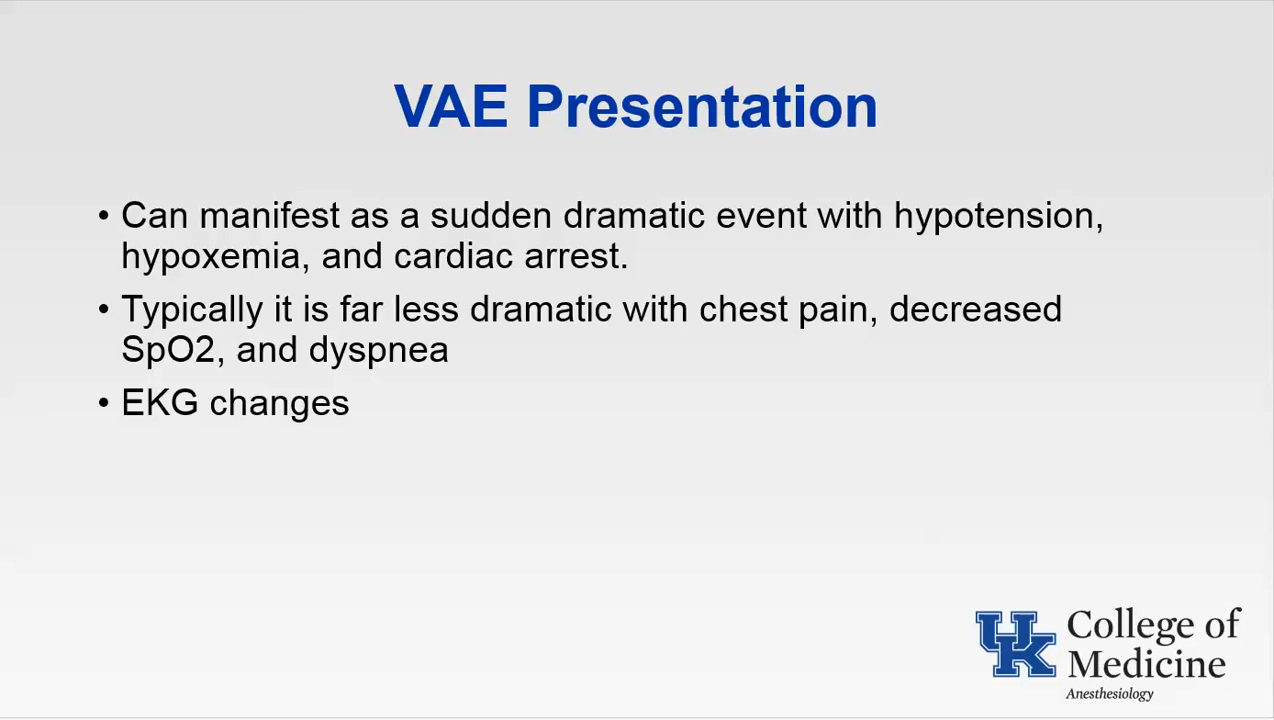 VAE Presentation
• Can manifest as a sudden dramatic event with hypotension,
hypoxemia, and cardiac arrest.
• Typically it is far less dramatic with chest pain, decreased
SpO2, and dyspnea
• EKG changes
UK
College of
Medicine
Anesthesiology